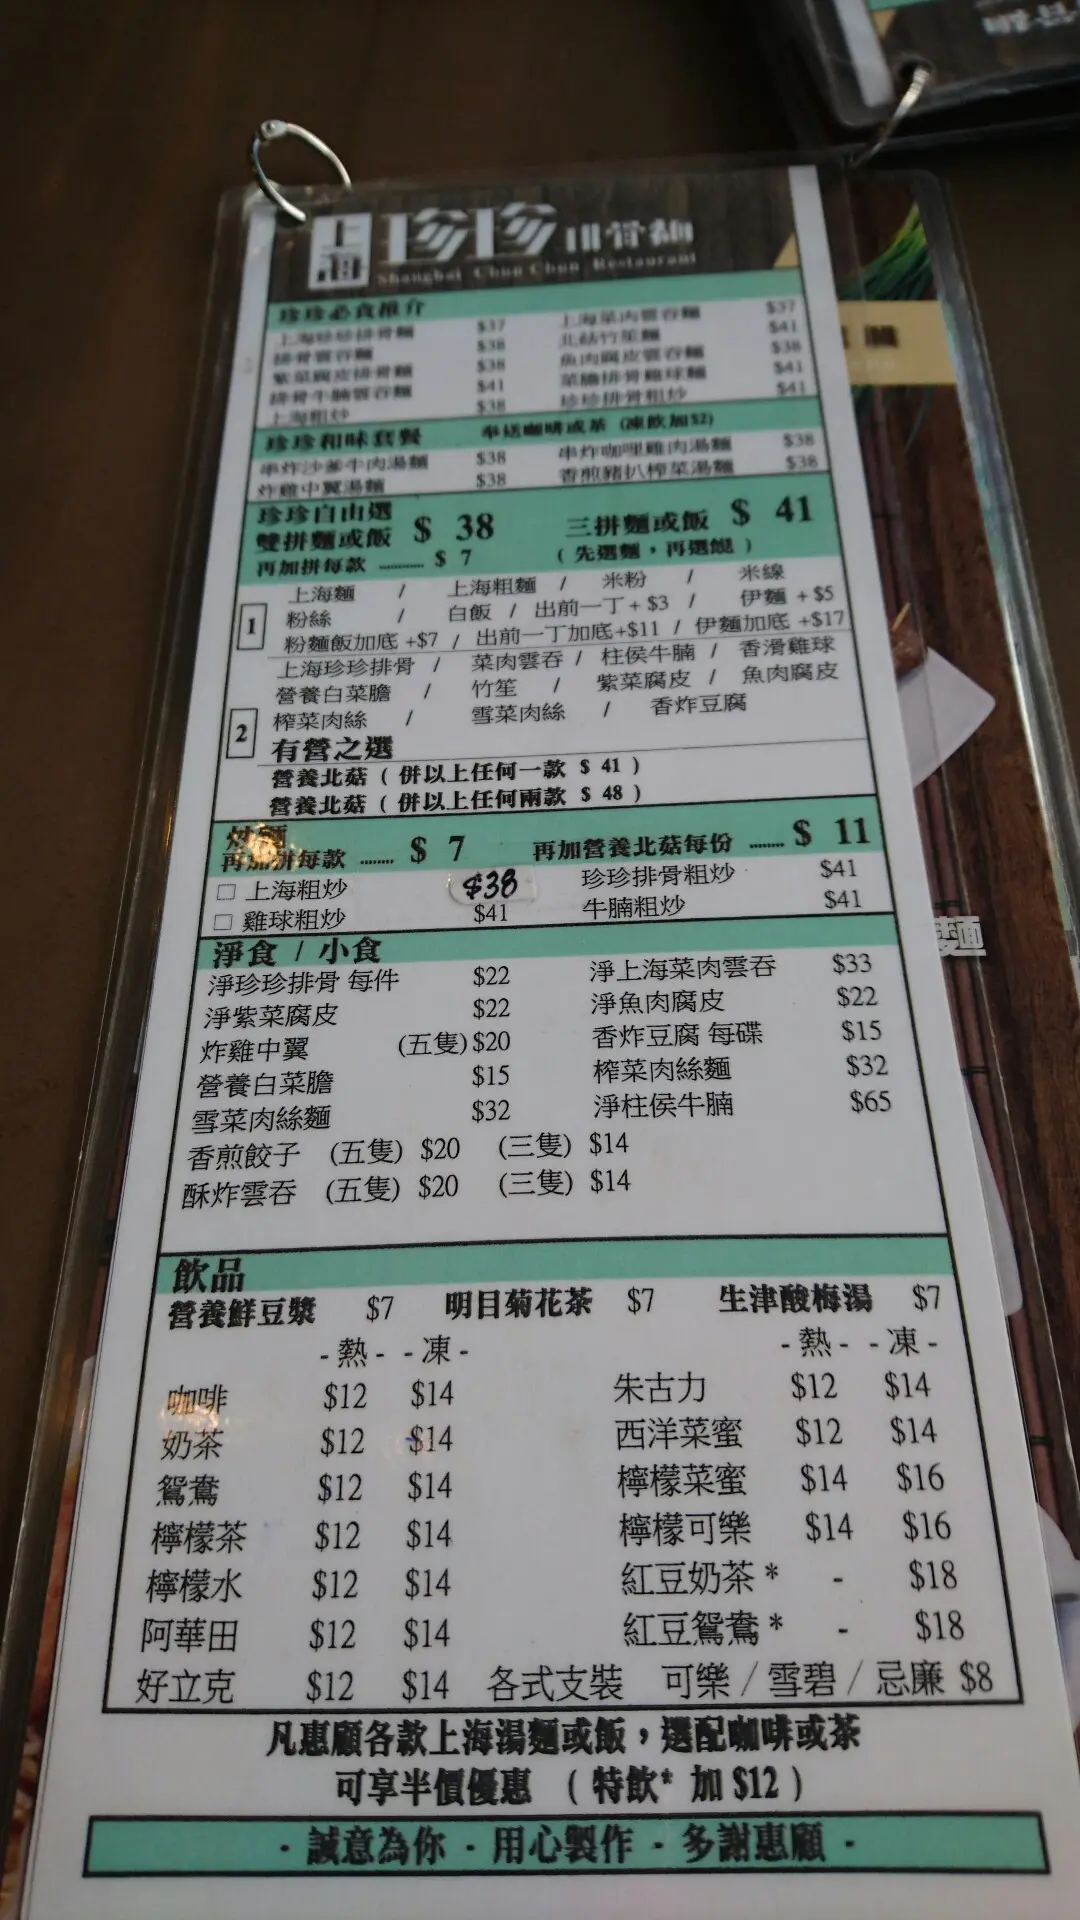 上海 珍珍排骨麵
Shanghai Chun Chun Restaurant
珍珍必食推介
上海珍珍排骨麵 $37 上海菜肉雲吞麵 $37
排骨雲吞麵 $38 北菇竹笙麵 $41
紫菜腐皮排骨麵 $38 魚肉腐皮雲吞麵 $38
排骨牛腩雲吞麵 $41 菜膽排骨雞球麵 $41
上海粗炒 $38 珍珍排骨粗炒 $41
珍珍和味套餐 奉送咖啡或茶 (凍飲加$2)
串炸沙爹牛肉湯麵 $38 串炸咖哩雞肉湯麵 $38
炸雞中翼湯麵 $38 香煎豬扒榨菜湯麵 $38
珍珍自由選
雙拼麵或飯 $ 38 三拼麵或飯 $ 41
再加拼每款 ........... $ 7 ( 先選麵，再選餸 )
1
上海麵 / 上海粗麵 / 米粉 / 米線
粉絲 / 白飯 / 出前一丁+ $3 / 伊麵 + $5
粉麵飯加底 +$7 / 出前一丁加底+$11 / 伊麵加底 +$17
2
上海珍珍排骨 / 菜肉雲吞 / 柱侯牛腩 / 香滑雞球
營養白菜膽 / 竹笙 / 紫菜腐皮 / 魚肉腐皮
榨菜肉絲 / 雪菜肉絲 / 香炸豆腐
有營之選
營養北菇 ( 併以上任何一款 $ 41 )
營養北菇 ( 併以上任何兩款 $ 48 )
炒麵
再加拼每款 ........ $ 7 再加營養北菇每份 ........ $ 11
□ 上海粗炒 $38 珍珍排骨粗炒 $41
□ 雞球粗炒 $41 牛腩粗炒 $41
淨食 / 小食
淨珍珍排骨 每件 $22 淨上海菜肉雲吞 $33
淨紫菜腐皮 $22 淨魚肉腐皮 $22
炸雞中翼 (五隻) $20 香炸豆腐 每碟 $15
營養白菜膽 $15 榨菜肉絲麵 $32
雪菜肉絲麵 $32 淨柱侯牛腩 $65
香煎餃子 (五隻) $20 (三隻) $14
酥炸雲吞 (五隻) $20 (三隻) $14
飲品
營養鮮豆漿 $7 明目菊花茶 $7 生津酸梅湯 $7
- 熱 - - 凍 - - 熱 - - 凍 -
咖啡 $12 $14 朱古力 $12 $14
奶茶 $12 $14 西洋菜蜜 $12 $14
鴛鴦 $12 $14 檸檬菜蜜 $14 $16
檸檬茶 $12 $14 檸檬可樂 $14 $16
檸檬水 $12 $14 紅豆奶茶 * - $18
阿華田 $12 $14 紅豆鴛鴦 * - $18
好立克 $12 $14 各式支裝 可樂 / 雪碧 / 忌廉 $8
凡惠顧各款上海湯麵或飯，選配咖啡或茶
可享半價優惠 ( 特飲* 加 $12 )
- 誠意為你 - 用心製作 - 多謝惠顧 -
麵